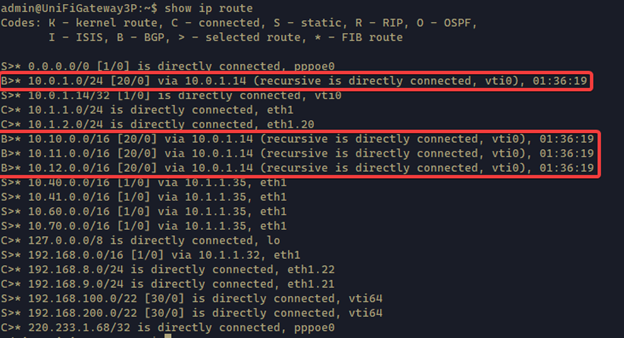 admin@UniFiGateway3P:~$ show ip route
Codes: K - kernel route, C - connected, S - static, R - RIP, O - OSPF,
I - ISIS, B - BGP, > - selected route, * - FIB route
S>* 0.0.0.0/0 [1/0] is directly connected, pppoe0
B>* 10.0.1.0/24 [20/0] via 10.0.1.14 (recursive is directly connected, vti0), 01:36:19
S>* 10.0.1.14/32 [1/0] is directly connected, vti0
C>* 10.1.1.0/24 is directly connected, eth1
C>* 10.1.2.0/24 is directly connected, eth1.20
B>* 10.10.0.0/16 [20/0] via 10.0.1.14 (recursive is directly connected, vti0), 01:36:19
B>* 10.11.0.0/16 [20/0] via 10.0.1.14 (recursive is directly connected, vti0), 01:36:19
B>* 10.12.0.0/16 [20/0] via 10.0.1.14 (recursive is directly connected, vti0), 01:36:19
S>* 10.40.0.0/16 [1/0] via 10.1.1.35, eth1
S>* 10.41.0.0/16 [1/0] via 10.1.1.35, eth1
S>* 10.60.0.0/16 [1/0] via 10.1.1.35, eth1
S>* 10.70.0.0/16 [1/0] via 10.1.1.35, eth1
C>* 127.0.0.0/8 is directly connected, lo
S>* 192.168.0.0/16 [1/0] via 10.1.1.32, eth1
C>* 192.168.8.0/24 is directly connected, eth1.22
C>* 192.168.9.0/24 is directly connected, eth1.21
S>* 192.168.100.0/22 [30/0] is directly connected, vti64
S>* 192.168.200.0/22 [30/0] is directly connected, vti64
C>* 220.233.1.68/32 is directly connected, pppoe0